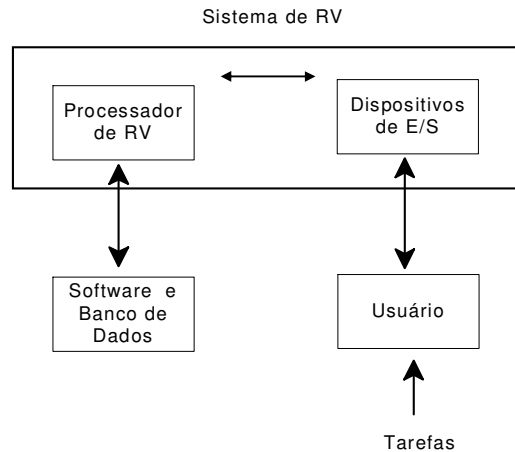 Sistema de RV
Processador
de RV
Dispositivos
de E/S
Software e
Banco de
Dados
Usuário
Tarefas